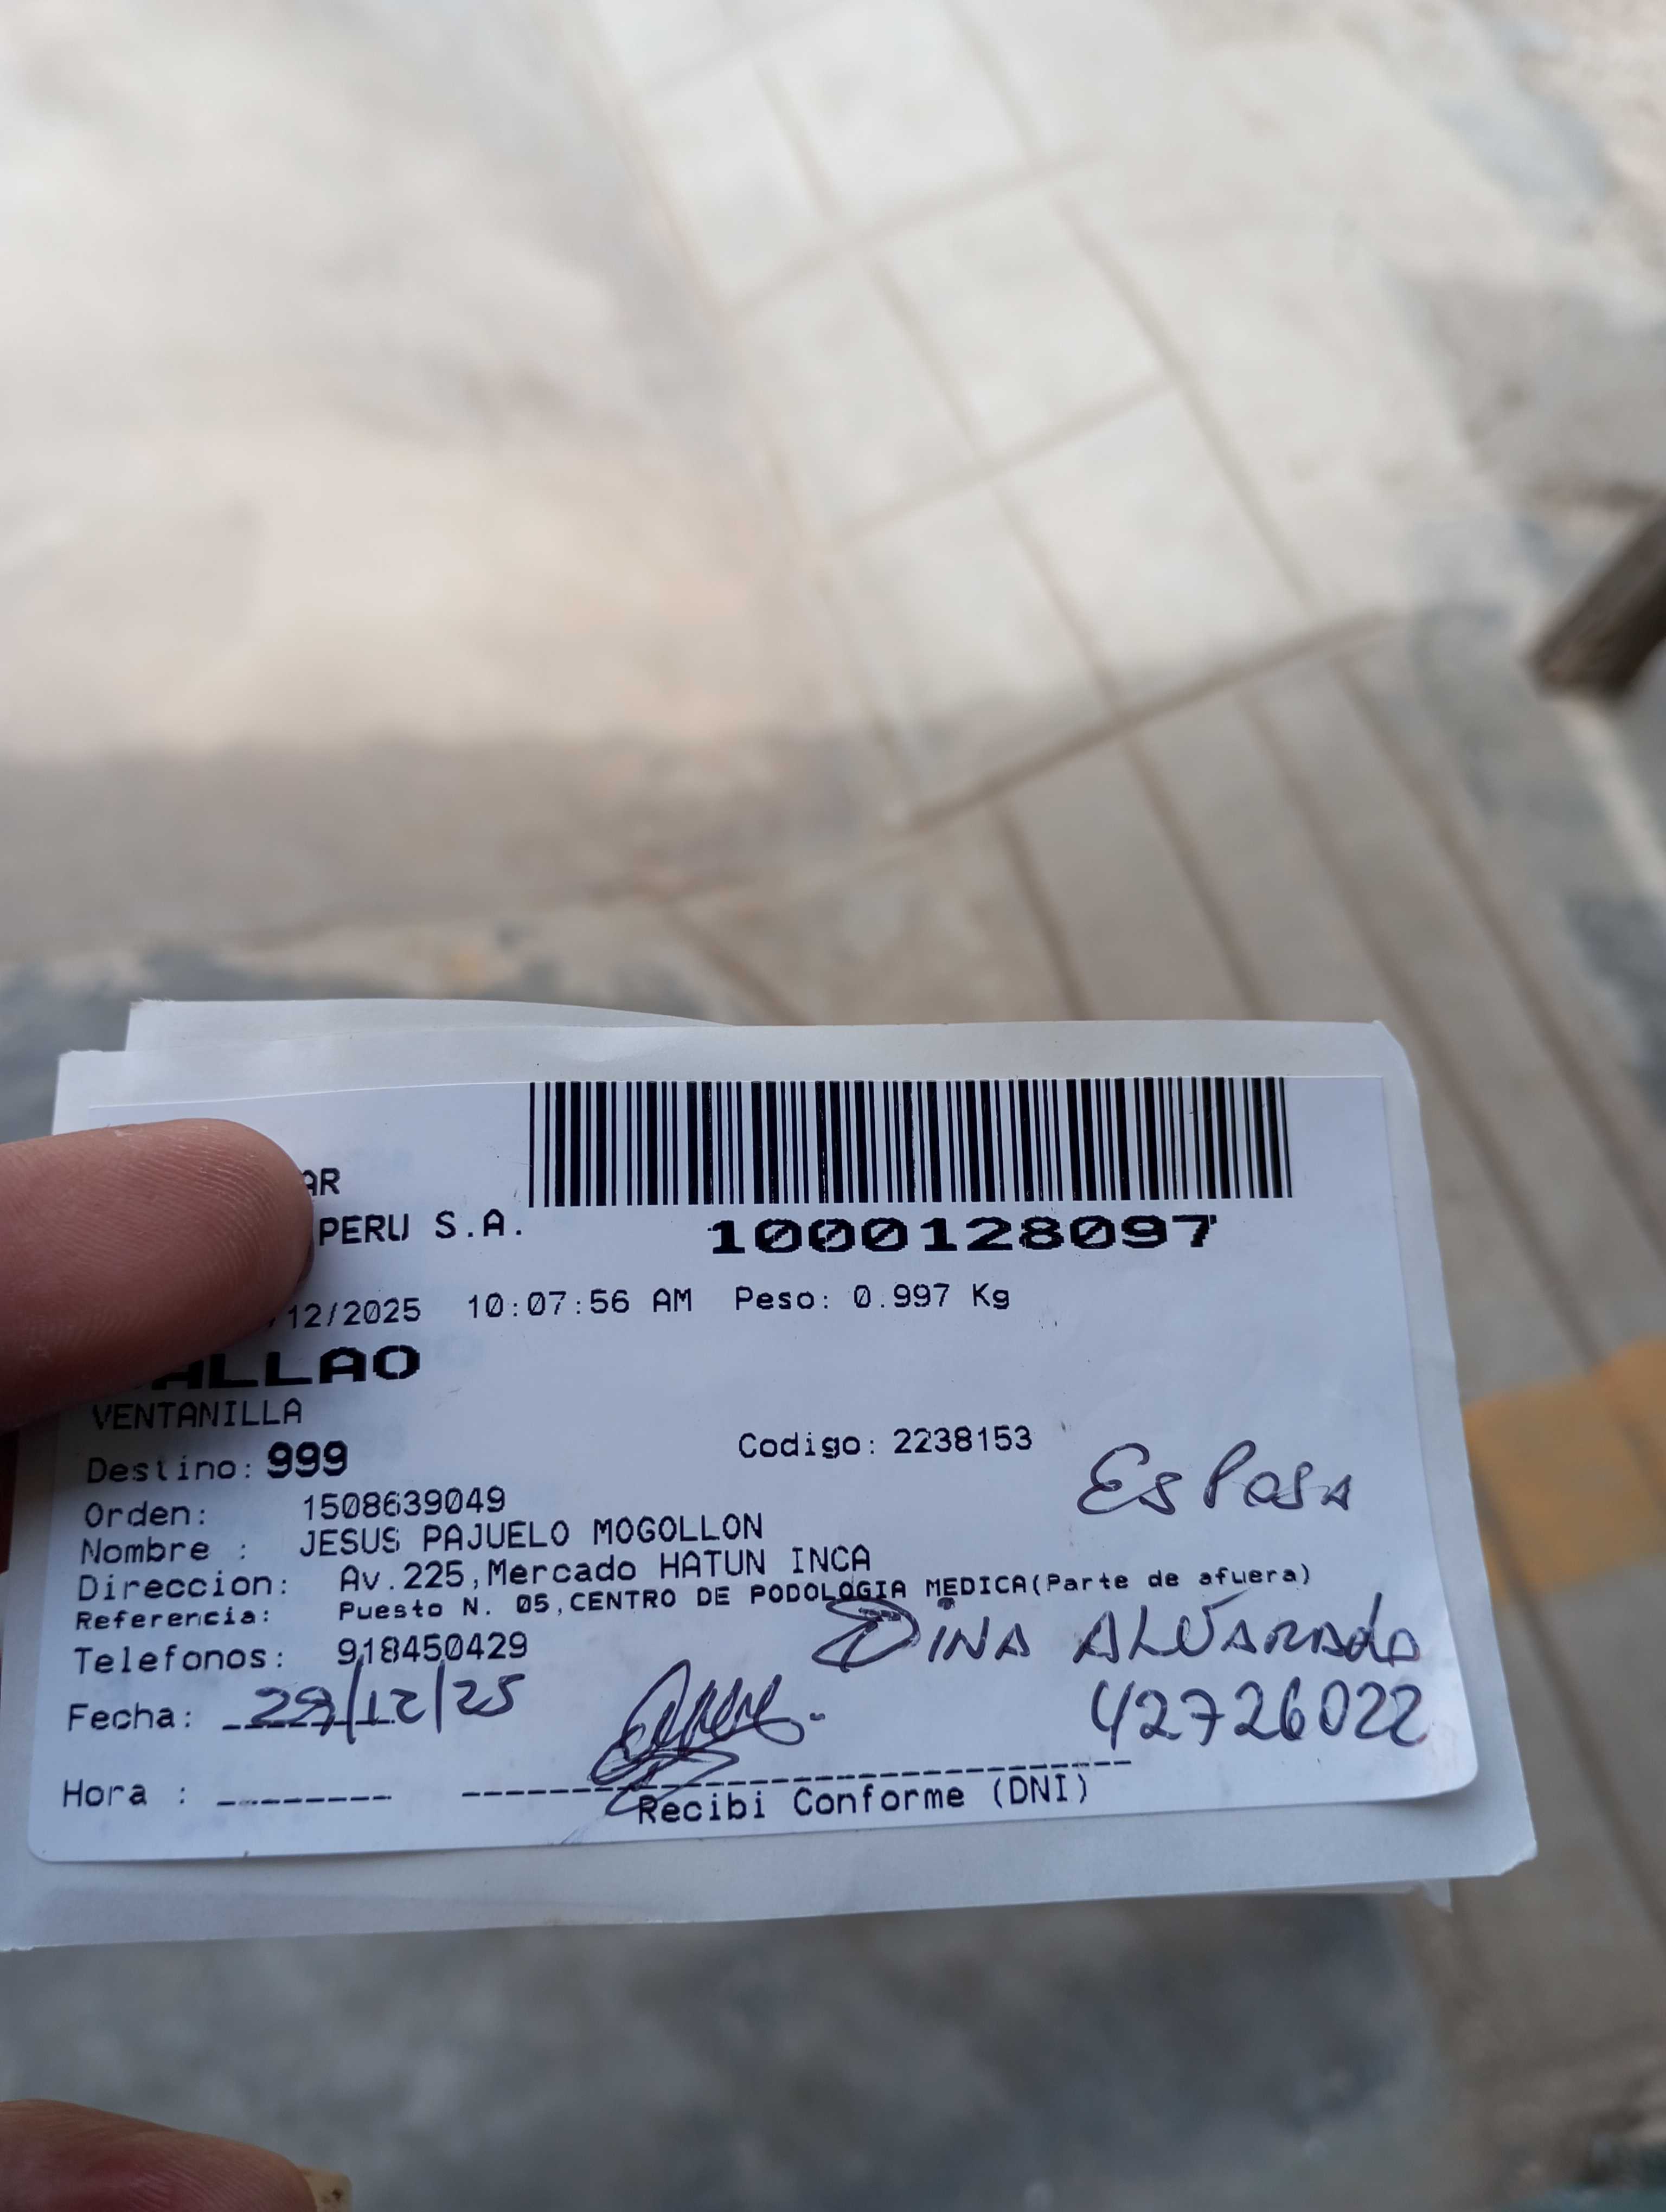 PERU S.A.
1000128097
12/2025 10:07:56 AM Peso: 0.997 Kg
VENTANILLA
Destino: 999
Codigo: 2238153
Esposa
Orden: 1508639049
Nombre : JESUS PAJUELO MOGOLLON
Direccion: Av.225,Mercado HATUN INCA
Referencia: Puesto N. 05,CENTRO DE PODOLOGIA MEDICA(Parte de afuera)
Telefonos: 918450429
DINA ALVARADO
Fecha: 29/12/25
42726022
Hora :
Recibi Conforme (DNI)